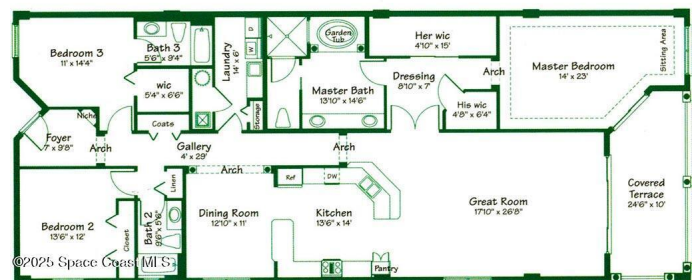 Bedroom 3
11' x 14'4"
Bath 3
5'6" x 9'4"
wic
5'4" x 6'6"
Coats
Laundry
14' x 6'
D
W
Storage
Garden
Tub
Master Bath
13'10" x 14'6"
Her wic
4'10" x 15'
Dressing
8'10" x 7'
His wic
4'8" x 6'4"
Arch
Master Bedroom
14' x 23'
Sitting Area
Niche
Foyer
7' x 9'8"
Arch
Gallery
4' x 29'
Arch
Arch
Linen
Bedroom 2
13'6" x 12'
Closet
Bath 2
9'6" x 5'6"
Dining Room
12'10" x 11'
Ref
DW
Kitchen
13'6" x 14'
Pantry
Great Room
17'10" x 26'8"
Covered
Terrace
24'6" x 10'
©2025 Space Coast MLS